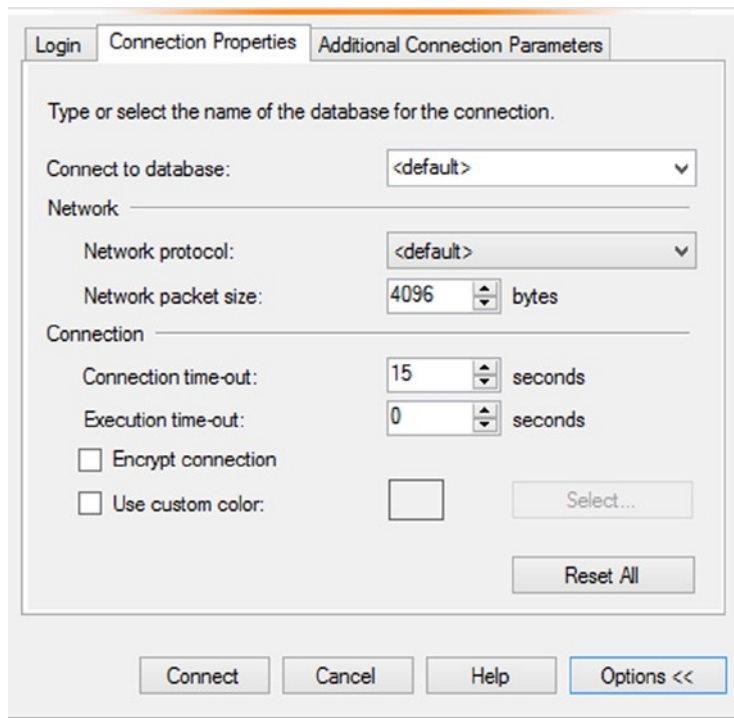 Login Connection Properties Additional Connection Parameters
Type or select the name of the database for the connection.
Connect to database: <default>
Network
Network protocol: <default>
Network packet size: 4096 bytes
Connection
Connection time-out: 15 seconds
Execution time-out: 0 seconds
Encrypt connection
Use custom color: Select...
Reset All
Connect Cancel Help Options <<